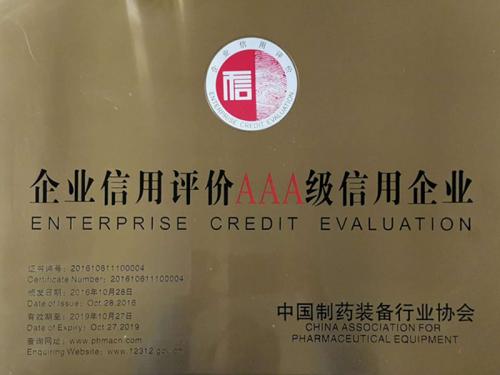 企业信用评价
信
ENTERPRISE CREDIT EVALUATION
企业信用评价AAA级信用企业
ENTERPRISE CREDIT EVALUATION
证书编号：201610611100004
Certificate Number: 201610611100004
颁发日期：2016年10月28日
Date of Issue: Oct.28,2016
有效期至：2019年10月27日
Date of Expiry: Oct.27,2019
查询网址：www.phmacn.com
Enquiring Website: www.12312.gov.cn
中国制药装备行业协会
CHINA ASSOCIATION FOR
PHARMACEUTICAL EQUIPMENT